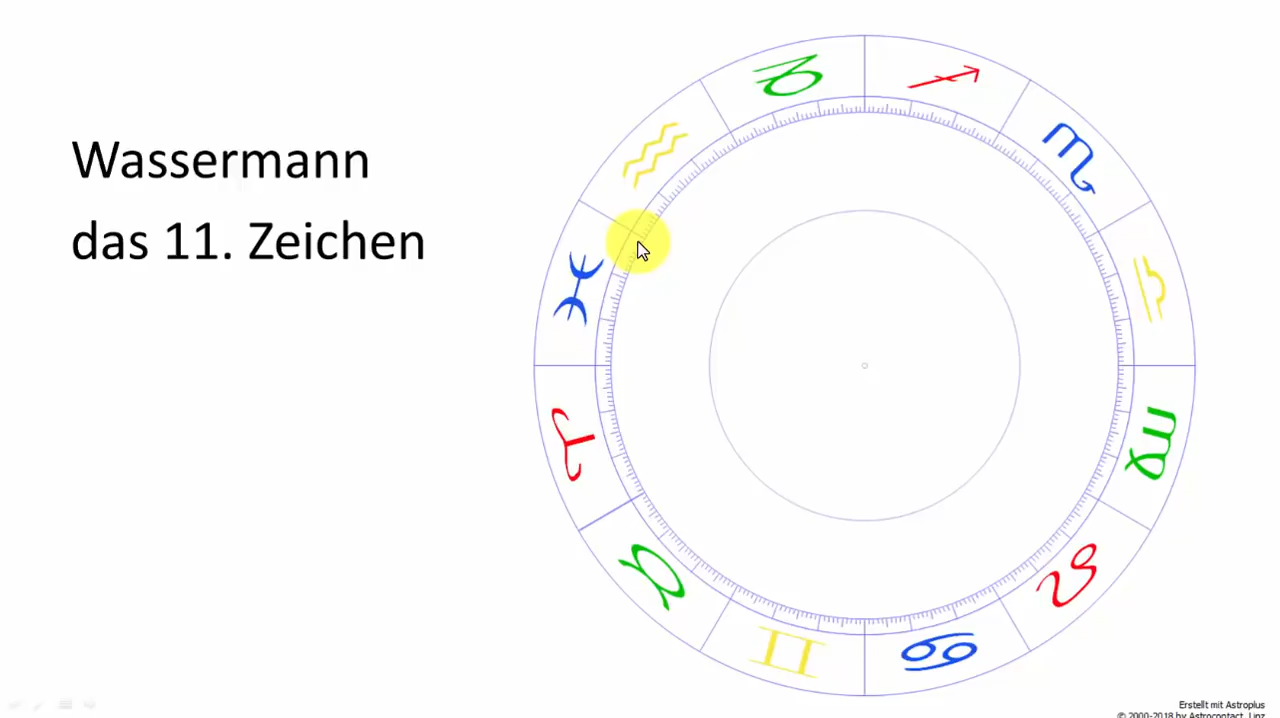 Wassermann
das 11. Zeichen
Erstellt mit Astroplus
© 2000-2018 by Astrocontact, Linz